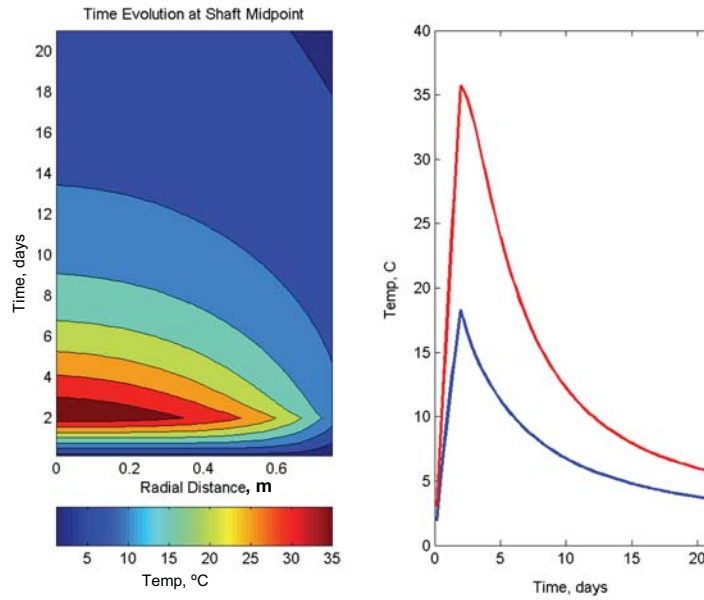 Time Evolution at Shaft Midpoint
20
18
16
14
12
10
8
6
4
2
Time, days
0 0.2 0.4 0.6
Radial Distance, m
5 10 15 20 25 30 35
Temp, ºC
40
35
30
25
20
15
10
5
0
Temp, C
0 5 10 15 20
Time, days